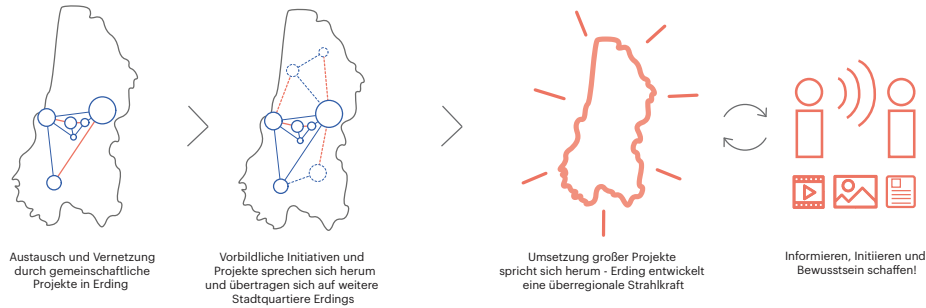 Austausch und Vernetzung
durch gemeinschaftliche
Projekte in Erding
Vorbildliche Initiativen und
Projekte sprechen sich herum
und übertragen sich auf weitere
Stadtquartiere Erdings
Umsetzung großer Projekte
spricht sich herum - Erding entwickelt
eine überregionale Strahlkraft
Informieren, Initiieren und
Bewusstsein schaffen!